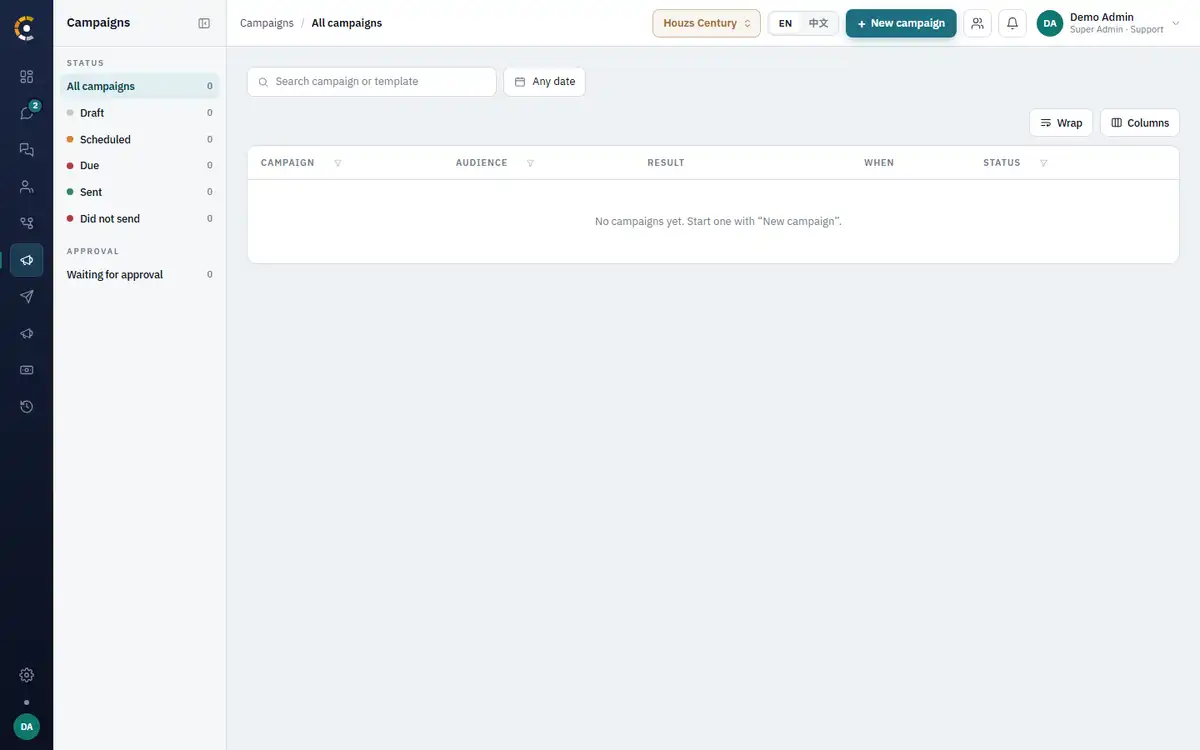 Campaigns
Campaigns / All campaigns
Houzs Century
EN 中文
+ New campaign
DA
Demo Admin
Super Admin · Support
2
STATUS
All campaigns 0
Draft 0
Scheduled 0
Due 0
Sent 0
Did not send 0
APPROVAL
Waiting for approval 0
Search campaign or template
Any date
Wrap
Columns
CAMPAIGN AUDIENCE RESULT WHEN STATUS
No campaigns yet. Start one with “New campaign”.
DA